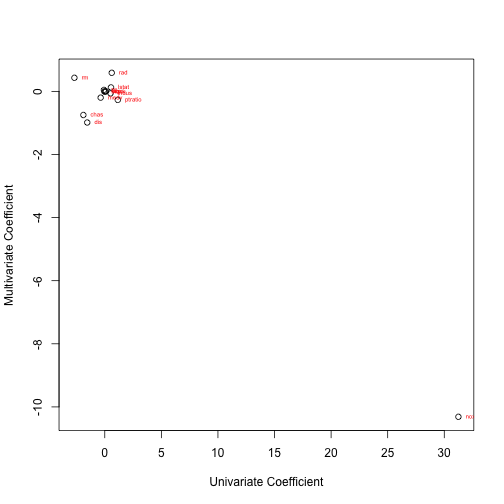 rm
rad
lstat
indus
ptratio
chas
dis
0
-2
-4
-6
-8
-10
0
5
10
15
20
25
30
Multivariate Coefficient
Univariate Coefficient